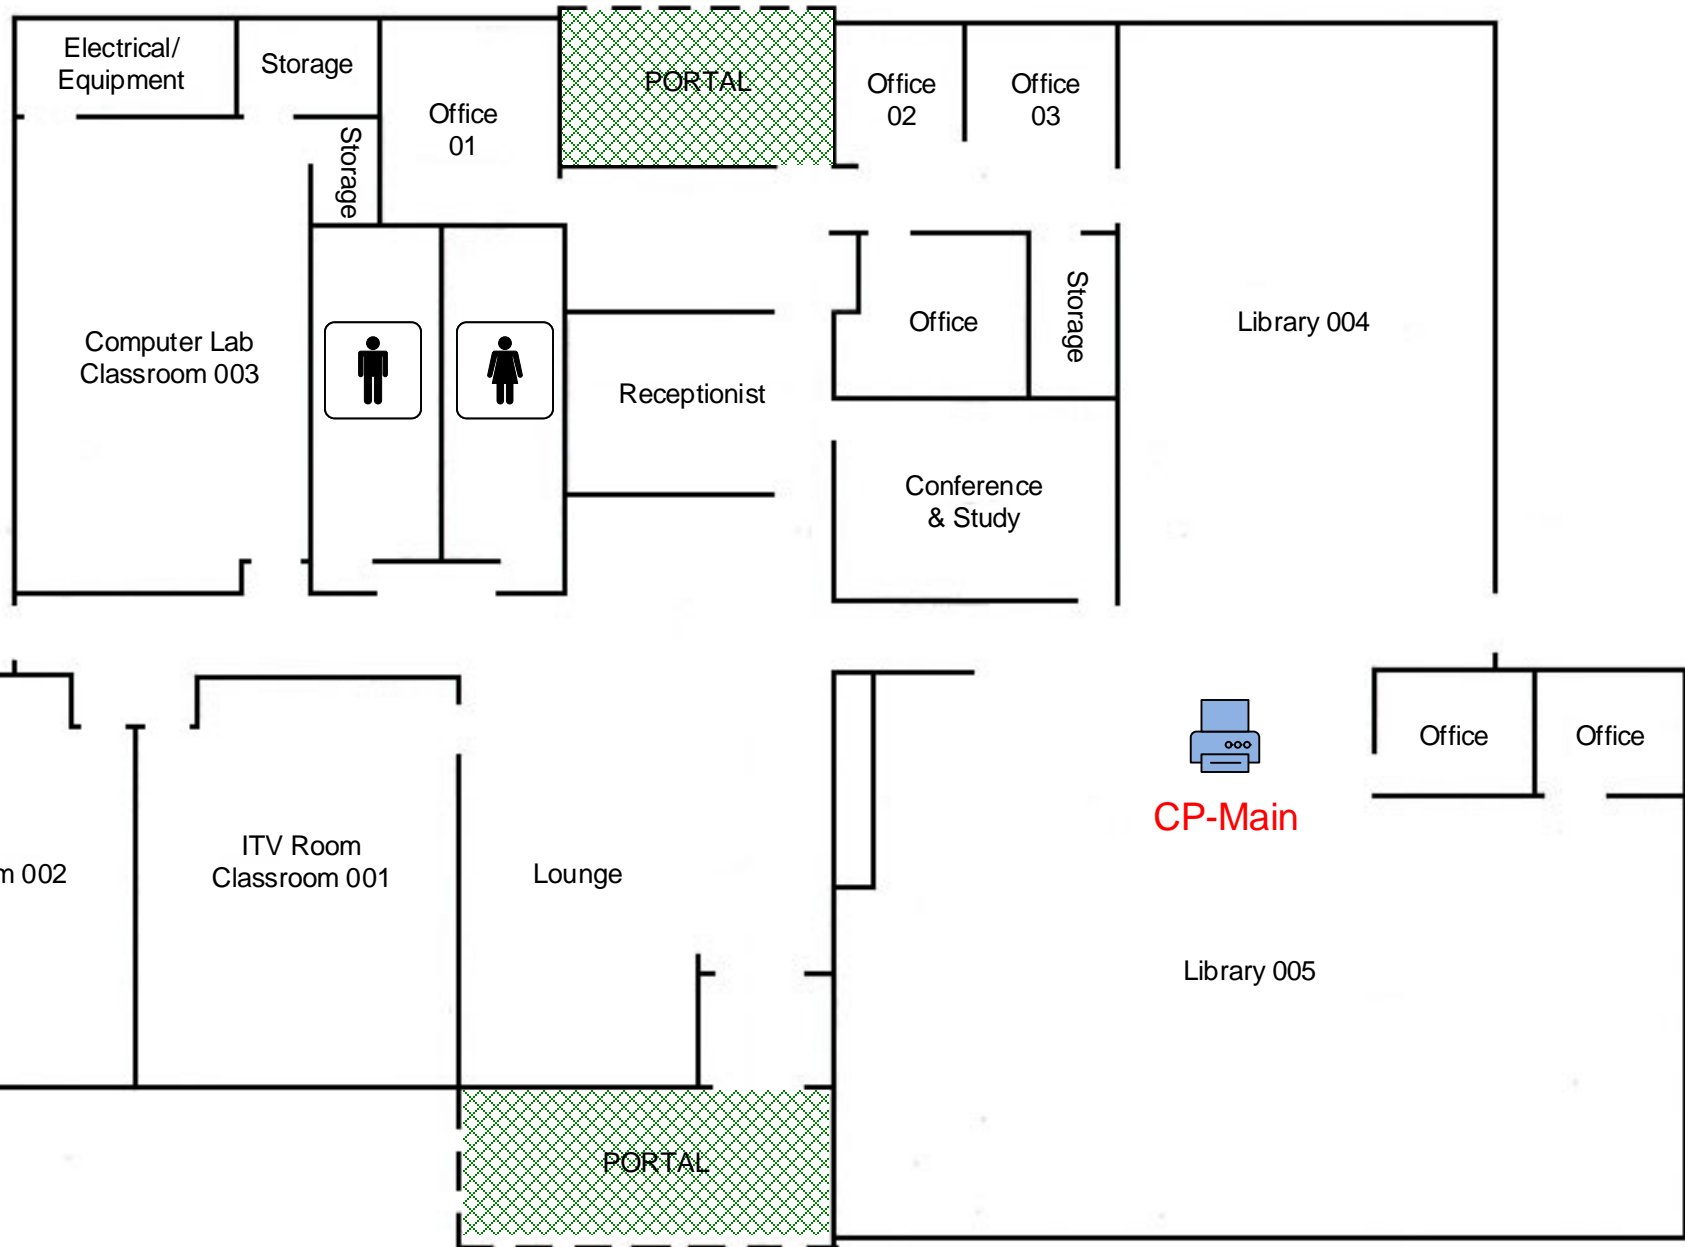 Electrical/
Equipment
Storage
Office
01
PORTAL
Office
02
Office
03
Storage
Computer Lab
Classroom 003
Receptionist
Office
Storage
Library 004
Conference
& Study
Office
Office
CP-Main
m 002
ITV Room
Classroom 001
Lounge
Library 005
PORTAL